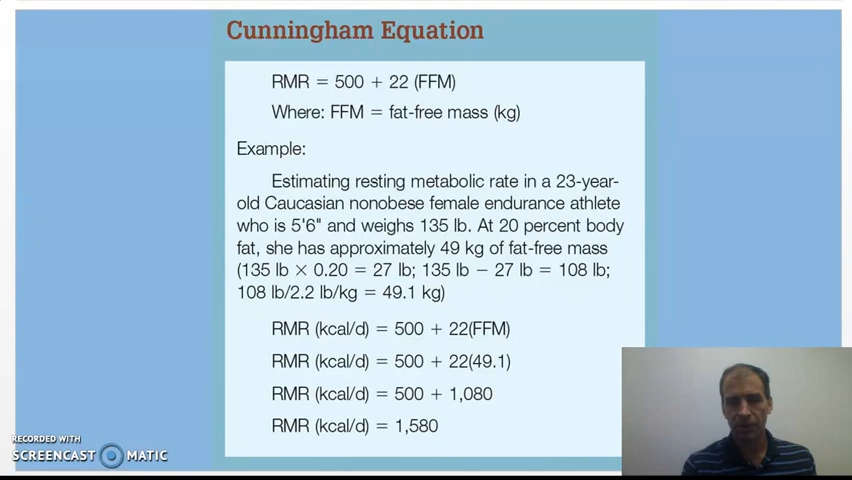 Cunningham Equation
RMR = 500 + 22 (FFM)
Where: FFM = fat-free mass (kg)
Example:
Estimating resting metabolic rate in a 23-year-
old Caucasian nonobese female endurance athlete
who is 5'6" and weighs 135 lb. At 20 percent body
fat, she has approximately 49 kg of fat-free mass
(135 lb × 0.20 = 27 lb; 135 lb − 27 lb = 108 lb;
108 lb/2.2 lb/kg = 49.1 kg)
RMR (kcal/d) = 500 + 22(FFM)
RMR (kcal/d) = 500 + 22(49.1)
RMR (kcal/d) = 500 + 1,080
RMR (kcal/d) = 1,580
RECORDED WITH
SCREENCAST MATIC